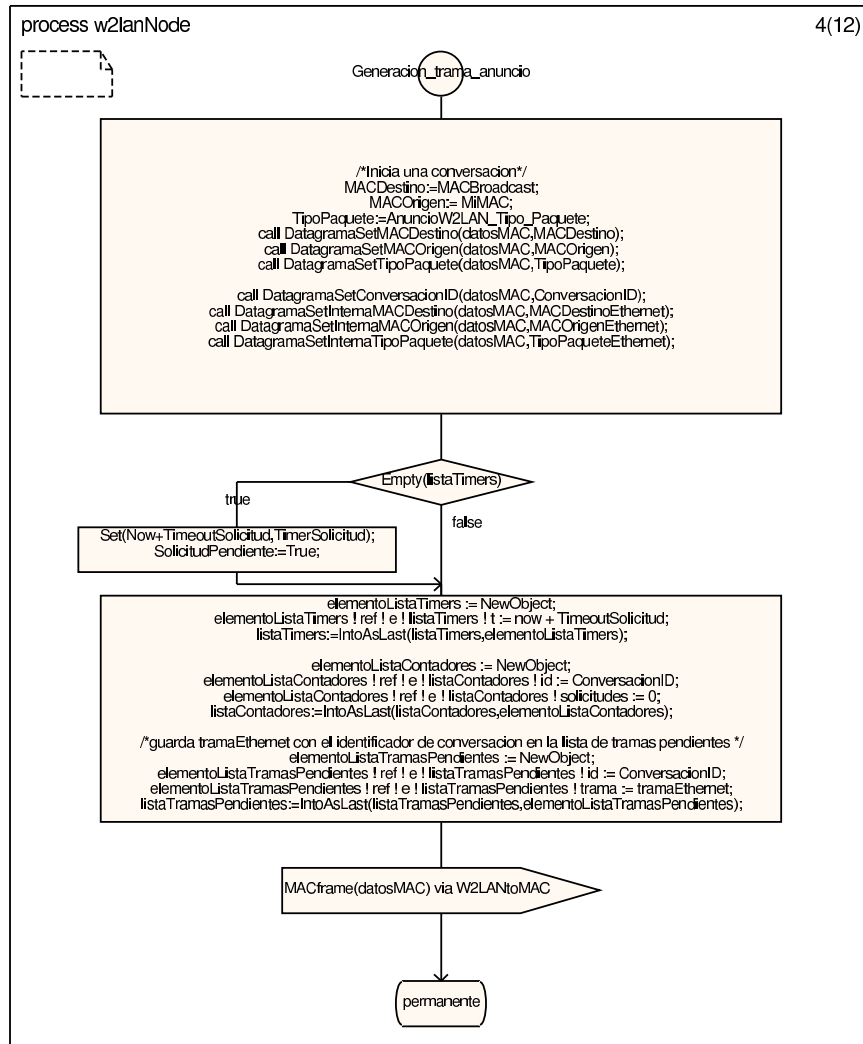 process w2lanNode
4(12)
Generacion_trama_anuncio
/*Inicia una conversacion*/
MACDestino:=MACBroadcast;
MACOrigen:= MiMAC;
TipoPaquete:=AnuncioW2LAN_Tipo_Paquete;
call DatagramaSetMACDestino(datosMAC,MACDestino);
call DatagramaSetMACOrigen(datosMAC,MACOrigen);
call DatagramaSetTipoPaquete(datosMAC,TipoPaquete);
call DatagramaSetConversacionID(datosMAC,ConversacionID);
call DatagramaSetInternaMACDestino(datosMAC,MACDestinoEthernet);
call DatagramaSetInternaMACOrigen(datosMAC,MACOrigenEthernet);
call DatagramaSetInternaTipoPaquete(datosMAC,TipoPaqueteEthernet);
Empty(listaTimers)
true
false
Set(Now+TimeoutSolicitud,TimerSolicitud);
SolicitudPendiente:=True;
elementoListaTimers := NewObject;
elementoListaTimers ! ref ! e ! listaTimers ! t := now + TimeoutSolicitud;
listaTimers:=IntoAsLast(listaTimers,elementoListaTimers);
elementoListaContadores := NewObject;
elementoListaContadores ! ref ! e ! listaContadores ! id := ConversacionID;
elementoListaContadores ! ref ! e ! listaContadores ! solicitudes := 0;
listaContadores:=IntoAsLast(listaContadores,elementoListaContadores);
/*guarda tramaEthernet con el identificador de conversacion en la lista de tramas pendientes */
elementoListaTramasPendientes := NewObject;
elementoListaTramasPendientes ! ref ! e ! listaTramasPendientes ! id := ConversacionID;
elementoListaTramasPendientes ! ref ! e ! listaTramasPendientes ! trama := tramaEthernet;
listaTramasPendientes:=IntoAsLast(listaTramasPendientes,elementoListaTramasPendientes);
MACframe(datosMAC) via W2LANtoMAC
permanente